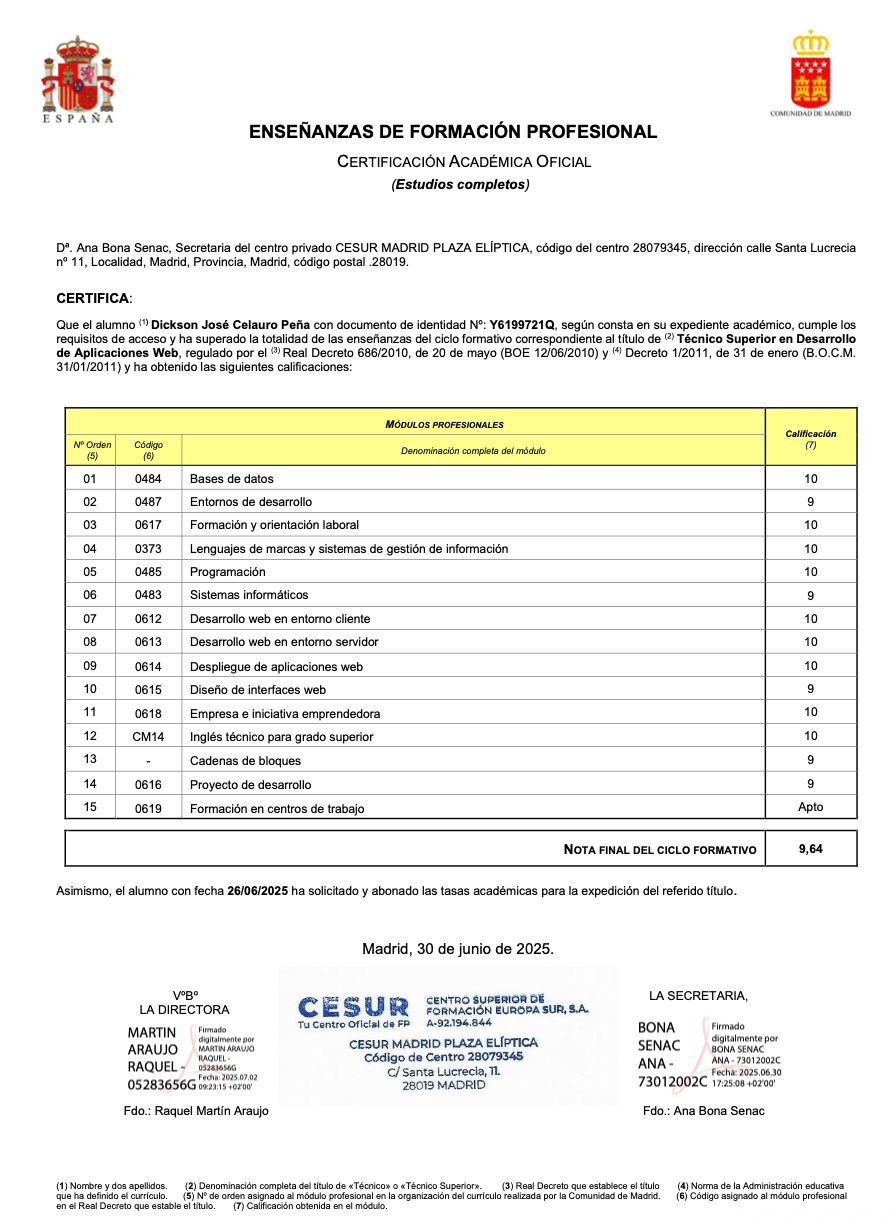 ESPAÑA
COMUNIDAD DE MADRID
ENSEÑANZAS DE FORMACIÓN PROFESIONAL
CERTIFICACIÓN ACADÉMICA OFICIAL
(Estudios completos)
Dª. Ana Bona Senac, Secretaria del centro privado CESUR MADRID PLAZA ELÍPTICA, código del centro 28079345, dirección calle Santa Lucrecia
nº 11, Localidad, Madrid, Provincia, Madrid, código postal .28019.
CERTIFICA:
Que el alumno (1) Dickson José Celauro Peña con documento de identidad Nº: Y6199721Q, según consta en su expediente académico, cumple los
requisitos de acceso y ha superado la totalidad de las enseñanzas del ciclo formativo correspondiente al título de (2) Técnico Superior en Desarrollo
de Aplicaciones Web, regulado por el (3) Real Decreto 686/2010, de 20 de mayo (BOE 12/06/2010) y (4) Decreto 1/2011, de 31 de enero (B.O.C.M.
31/01/2011) y ha obtenido las siguientes calificaciones:
MÓDULOS PROFESIONALES
Calificación
(7)
Nº Orden
(5)
Código
(6)
Denominación completa del módulo
01 0484 Bases de datos 10
02 0487 Entornos de desarrollo 9
03 0617 Formación y orientación laboral 10
04 0373 Lenguajes de marcas y sistemas de gestión de información 10
05 0485 Programación 10
06 0483 Sistemas informáticos 9
07 0612 Desarrollo web en entorno cliente 10
08 0613 Desarrollo web en entorno servidor 10
09 0614 Despliegue de aplicaciones web 10
10 0615 Diseño de interfaces web 9
11 0618 Empresa e iniciativa emprendedora 10
12 CM14 Inglés técnico para grado superior 10
13 - Cadenas de bloques 9
14 0616 Proyecto de desarrollo 9
15 0619 Formación en centros de trabajo Apto
NOTA FINAL DEL CICLO FORMATIVO 9,64
Asimismo, el alumno con fecha 26/06/2025 ha solicitado y abonado las tasas académicas para la expedición del referido título.
Madrid, 30 de junio de 2025.
VºBº
LA DIRECTORA
MARTIN
ARAUJO
RAQUEL -
05283656G
Firmado
digitalmente por
MARTIN ARAUJO
RAQUEL -
05283656G
Fecha: 2025.07.02
09:23:15 +02'00'
Fdo.: Raquel Martín Araujo
CESUR
Tu Centro Oficial de FP
CENTRO SUPERIOR DE
FORMACIÓN EUROPA SUR, S.A.
A-92.194.844
CESUR MADRID PLAZA ELÍPTICA
Código de Centro 28079345
C/ Santa Lucrecia, 11.
28019 MADRID
LA SECRETARIA,
BONA
SENAC
ANA -
73012002C
Firmado
digitalmente por
BONA SENAC
ANA - 73012002C
Fecha: 2025.06.30
17:25:08 +02'00'
Fdo.: Ana Bona Senac
(1) Nombre y dos apellidos. (2) Denominación completa del título de «Técnico» o «Técnico Superior». (3) Real Decreto que establece el título (4) Norma de la Administración educativa
que ha definido el currículo. (5) Nº de orden asignado al módulo profesional en la organización del currículo realizada por la Comunidad de Madrid. (6) Código asignado al módulo profesional
en el Real Decreto que estable el título. (7) Calificación obtenida en el módulo.